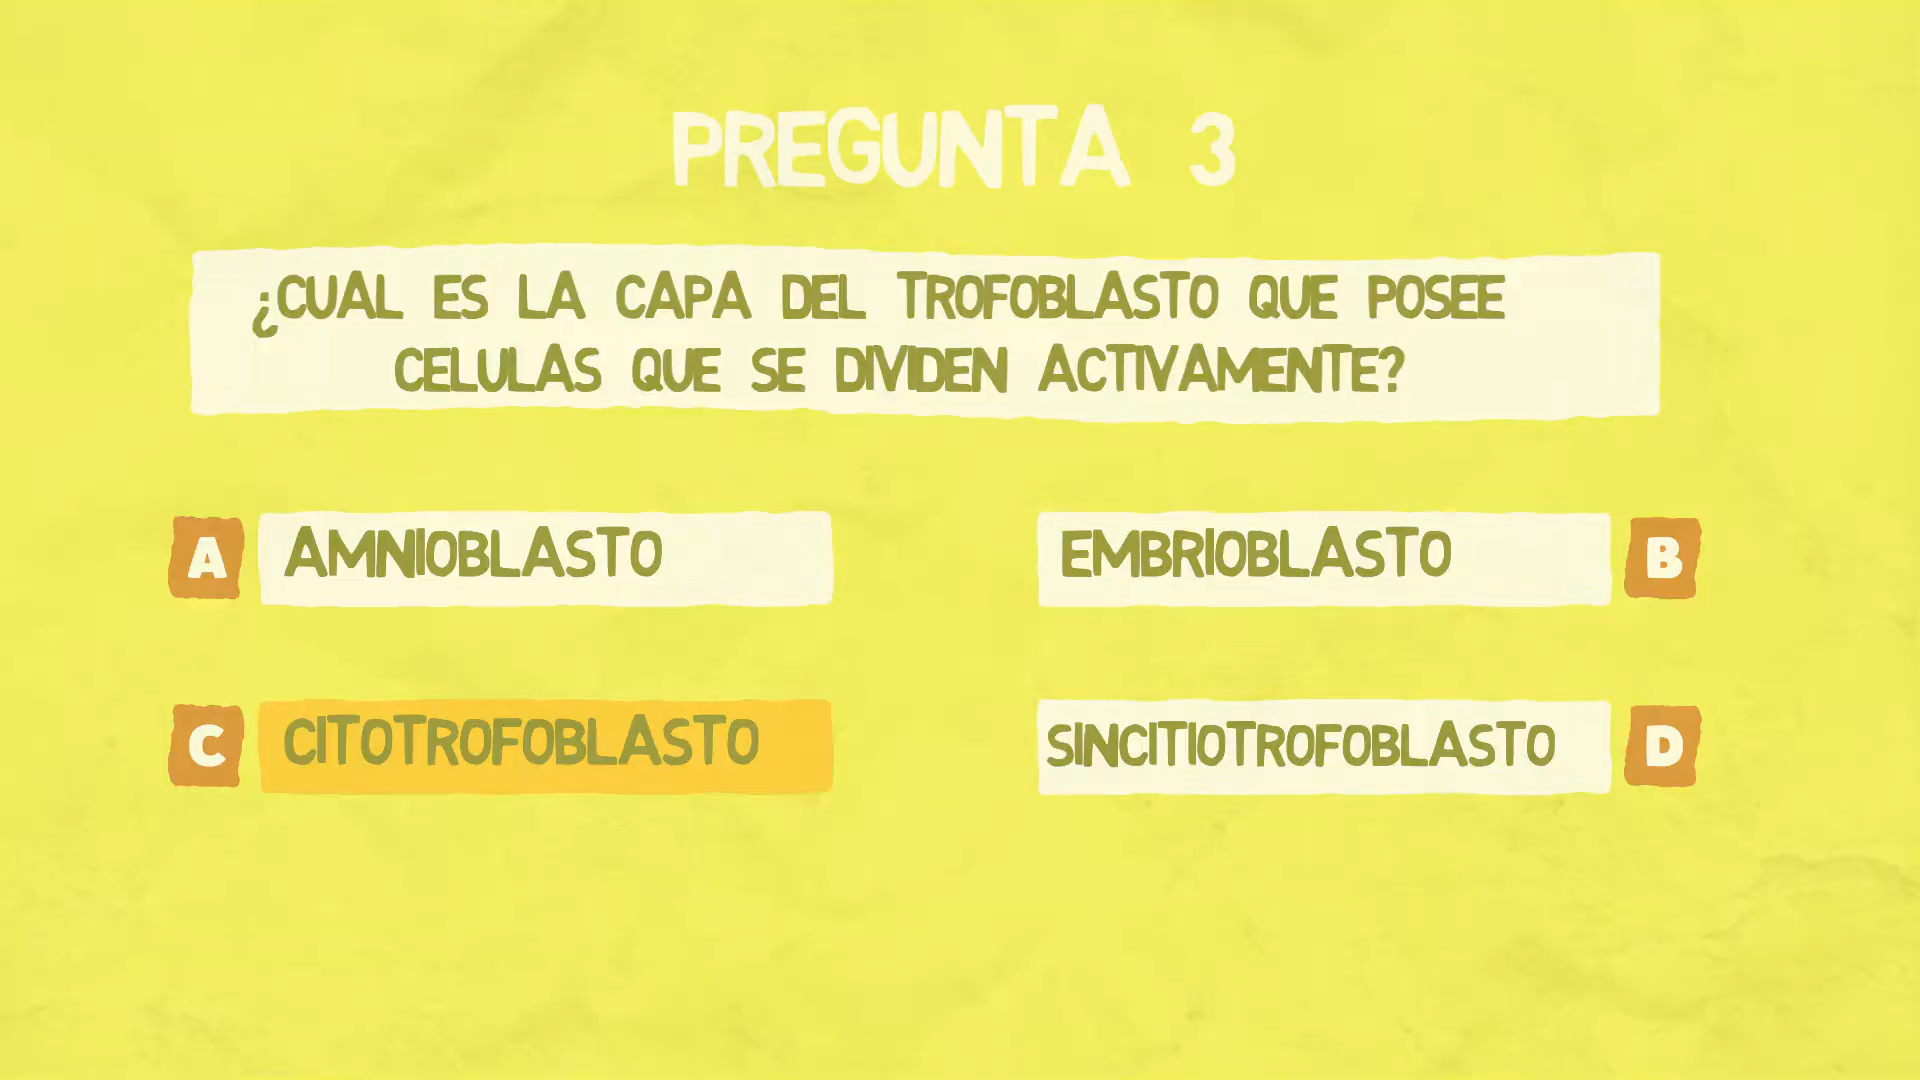 PREGUNTA 3
¿CUAL ES LA CAPA DEL TROFOBLASTO QUE POSEE
CELULAS QUE SE DIVIDEN ACTIVAMENTE?
A AMNIOBLASTO
EMBRIOBLASTO B
C CITOTROFOBLASTO
SINCITIOTROFOBLASTO D